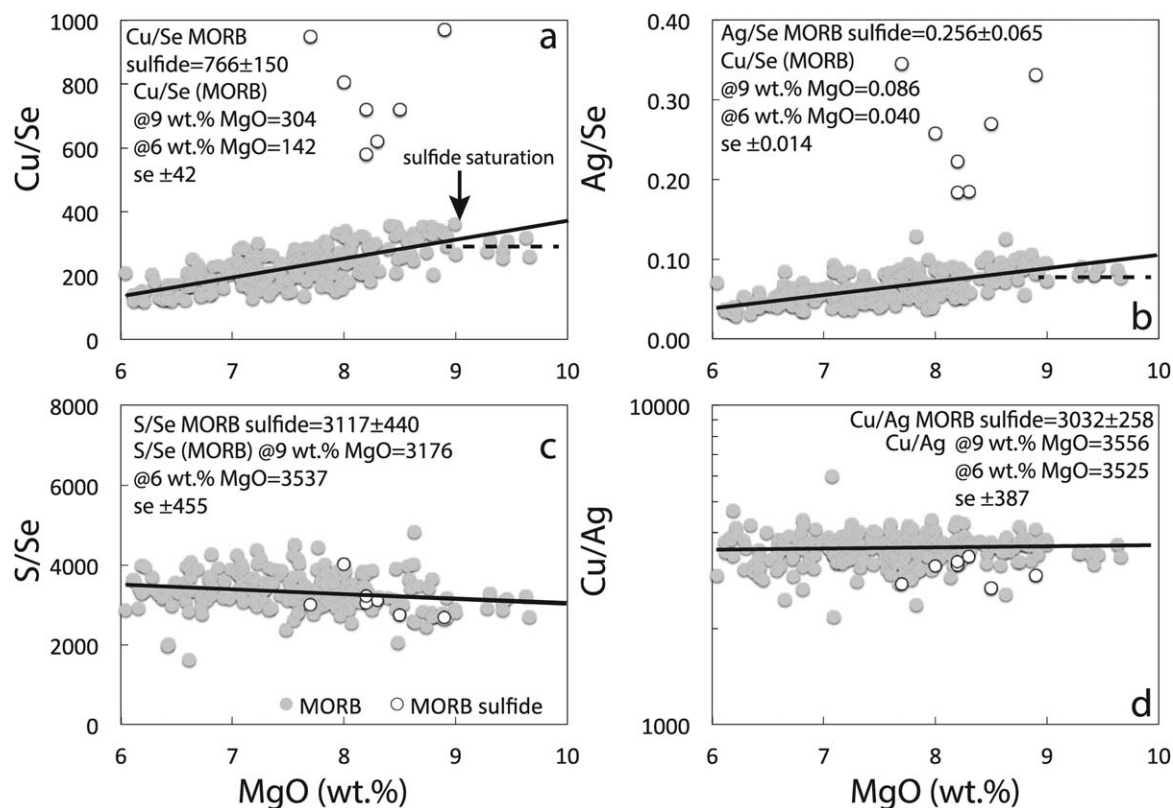 1000
800
600
400
200
0
Cu/Se
Cu/Se MORB
sulfide=766±150
Cu/Se (MORB)
@9 wt.% MgO=304
@6 wt.% MgO=142
se ±42
a
sulfide saturation
6 7 8 9 10
0.40
0.30
0.20
0.10
0.00
Ag/Se
Ag/Se MORB sulfide=0.256±0.065
Cu/Se (MORB)
@9 wt.% MgO=0.086
@6 wt.% MgO=0.040
se ±0.014
b
6 7 8 9 10
8000
6000
4000
2000
0
S/Se
S/Se MORB sulfide=3117±440
S/Se (MORB) @9 wt.% MgO=3176
@6 wt.% MgO=3537
se ±455
c
MORB MORB sulfide
6 7 8 9 10
MgO (wt.%)
10000
1000
Cu/Ag
Cu/Ag MORB sulfide=3032±258
Cu/Ag @9 wt.% MgO=3556
@6 wt.% MgO=3525
se ±387
d
6 7 8 9 10
MgO (wt.%)